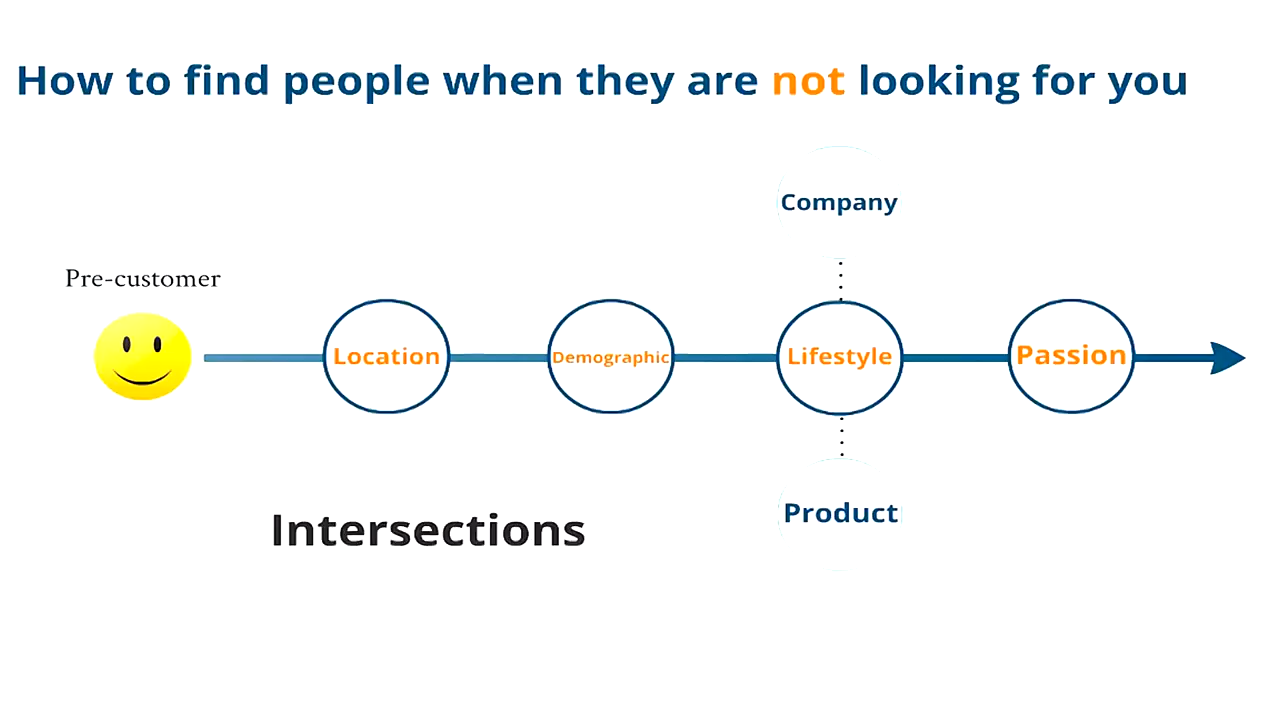 How to find people when they are not looking for you
Company
Pre-customer
Location
Demographic
Lifestyle
Passion
Product
Intersections